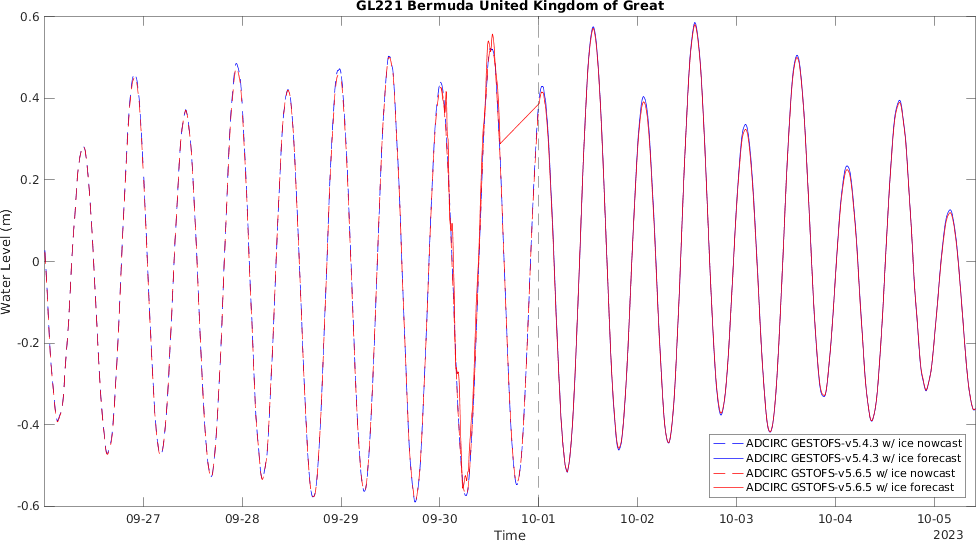 GL221 Bermuda United Kingdom of Great
0.6
0.4
0.2
0
-0.2
-0.4
-0.6
Water Level (m)
ADCIRC GESTOFS-v5.4.3 w/ ice nowcast
ADCIRC GESTOFS-v5.4.3 w/ ice forecast
ADCIRC GSTOFS-v5.6.5 w/ ice nowcast
ADCIRC GSTOFS-v5.6.5 w/ ice forecast
09-27 09-28 09-29 09-30 10-01 10-02 10-03 10-04 10-05
Time
2023